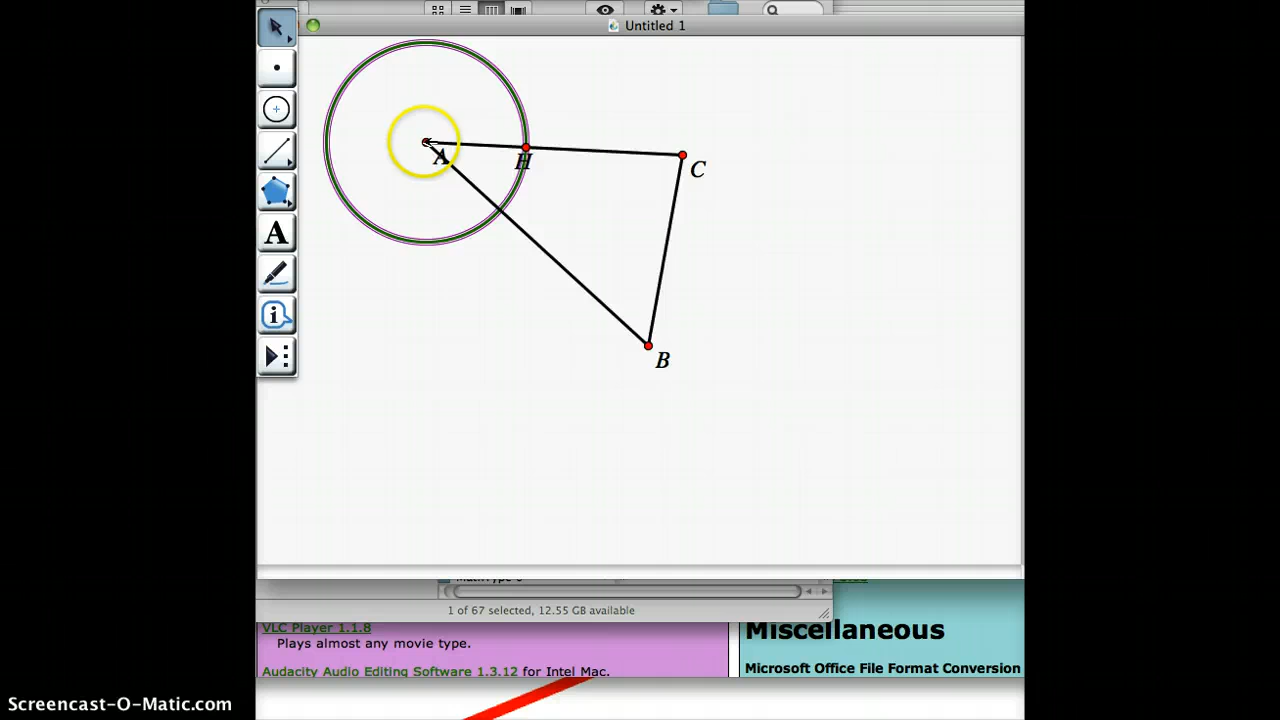 Untitled 1
A
H
C
B
A
1 of 67 selected, 12.55 GB available
VLC Player 1.1.8
Plays almost any movie type.
Audacity Audio Editing Software 1.3.12 for Intel Mac.
Miscellaneous
Microsoft Office File Format Conversion
Screencast-O-Matic.com